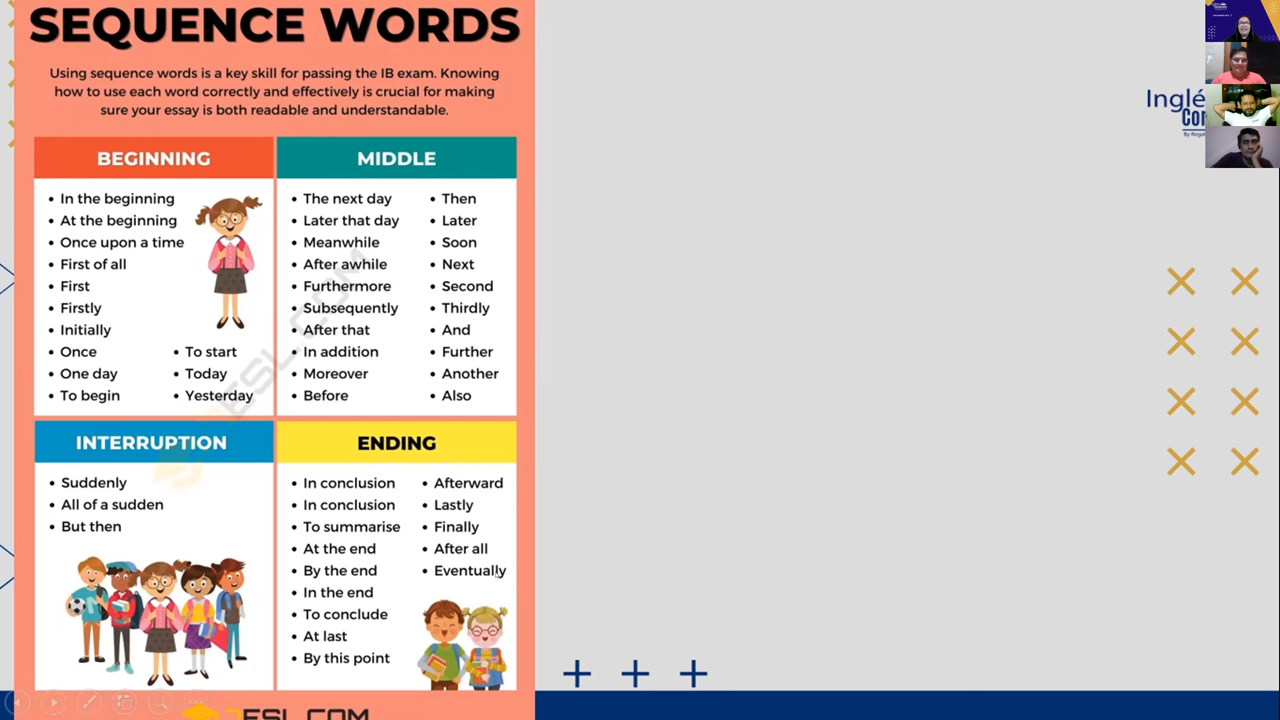 SEQUENCE WORDS
Using sequence words is a key skill for passing the IB exam. Knowing
how to use each word correctly and effectively is crucial for making
sure your essay is both readable and understandable.
BEGINNING
In the beginning
At the beginning
Once upon a time
First of all
First
Firstly
Initially
Once
One day
To begin
To start
Today
Yesterday
MIDDLE
The next day
Later that day
Meanwhile
After awhile
Furthermore
Subsequently
After that
In addition
Moreover
Before
Then
Later
Soon
Next
Second
Thirdly
And
Further
Another
Also
INTERRUPTION
Suddenly
All of a sudden
But then
ENDING
In conclusion
In conclusion
To summarise
At the end
By the end
In the end
To conclude
At last
By this point
Afterward
Lastly
Finally
After all
Eventually
7ESL.COM
7ESL.COM
Inglé
Cor